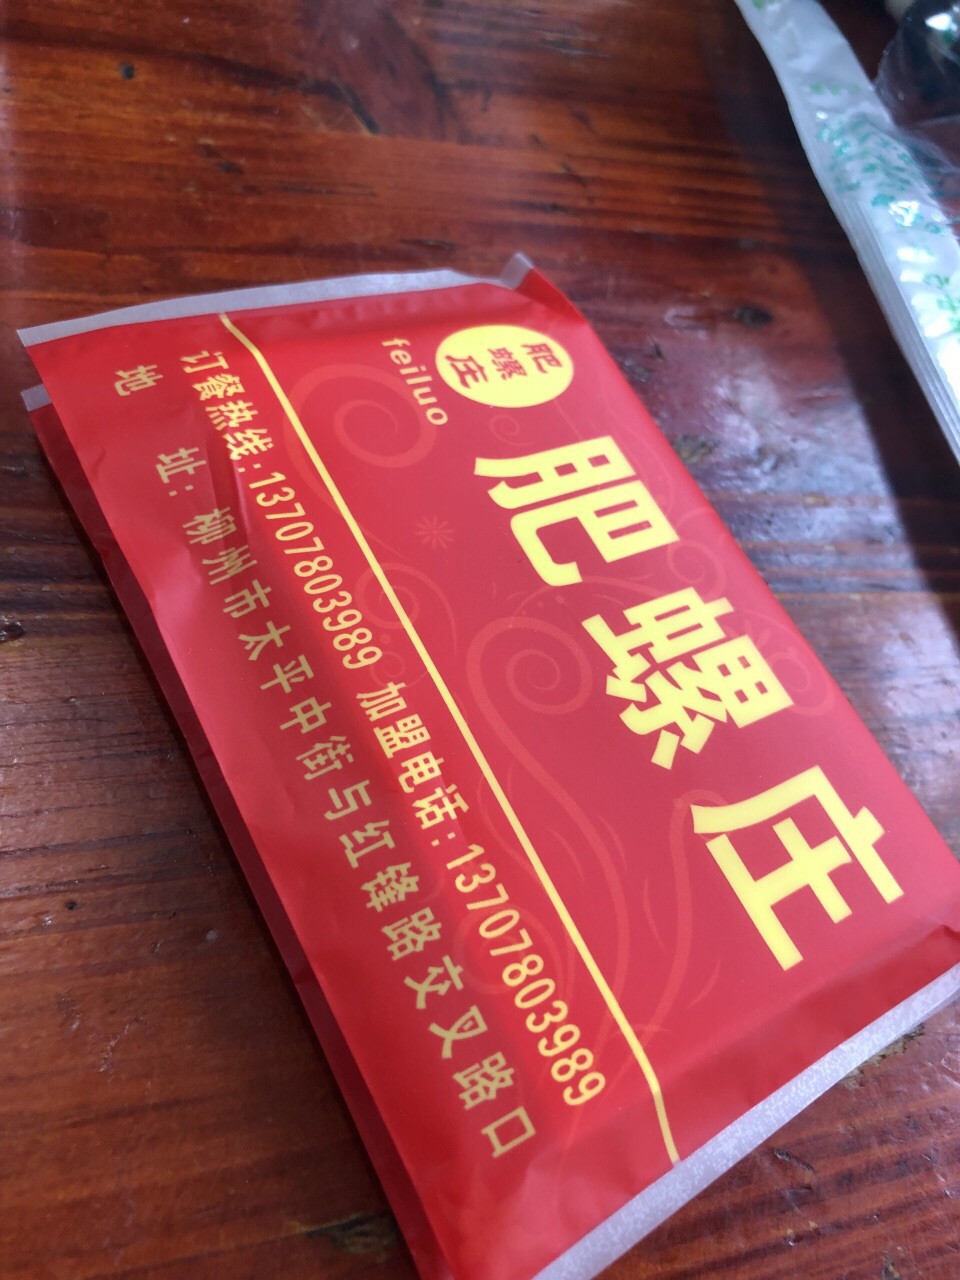 肥
螺
庄
feiluo
肥螺庄
订餐热线:13707803989 加盟电话:13707803989
地 址:柳州市太平中街与红锋路交叉路口